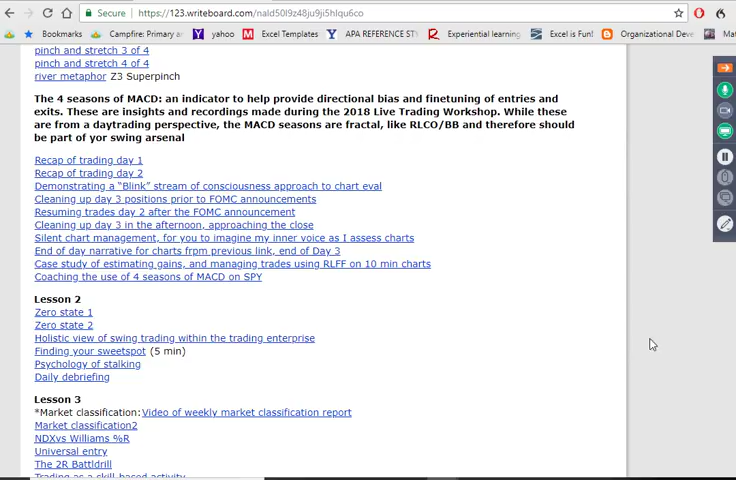 Secure https://123.writeboard.com/nald50l9z48ju9ji5hlqu6co
Bookmarks Campfire: Primary a yahoo Excel Templates APA REFERENCE ST Experiential learning Excel is Fun! Organizational Deve Mat
pinch and stretch 3 of 4
pinch and stretch 4 of 4
river metaphor Z3 Superpinch
The 4 seasons of MACD: an indicator to help provide directional bias and finetuning of entries and
exits. These are insights and recordings made during the 2018 Live Trading Workshop. While these
are from a daytrading perspective, the MACD seasons are fractal, like RLCO/BB and therefore should
be part of yor swing arsenal
Recap of trading day 1
Recap of trading day 2
Demonstrating a “Blink” stream of consciousness approach to chart eval
Cleaning up day 3 positions prior to FOMC announcements
Resuming trades day 2 after the FOMC announcement
Cleaning up day 3 in the afternoon, approaching the close
Silent chart management, for you to imagine my inner voice as I assess charts
End of day narrative for charts frpm previous link, end of Day 3
Case study of estimating gains, and managing trades using RLFF on 10 min charts
Coaching the use of 4 seasons of MACD on SPY
Lesson 2
Zero state 1
Zero state 2
Holistic view of swing trading within the trading enterprise
Finding your sweetspot (5 min)
Psychology of stalking
Daily debriefing
Lesson 3
*Market classification: Video of weekly market classification report
Market classification2
NDXvs Williams %R
Universal entry
The 2R Battldrill
Trading as a skill-based activity